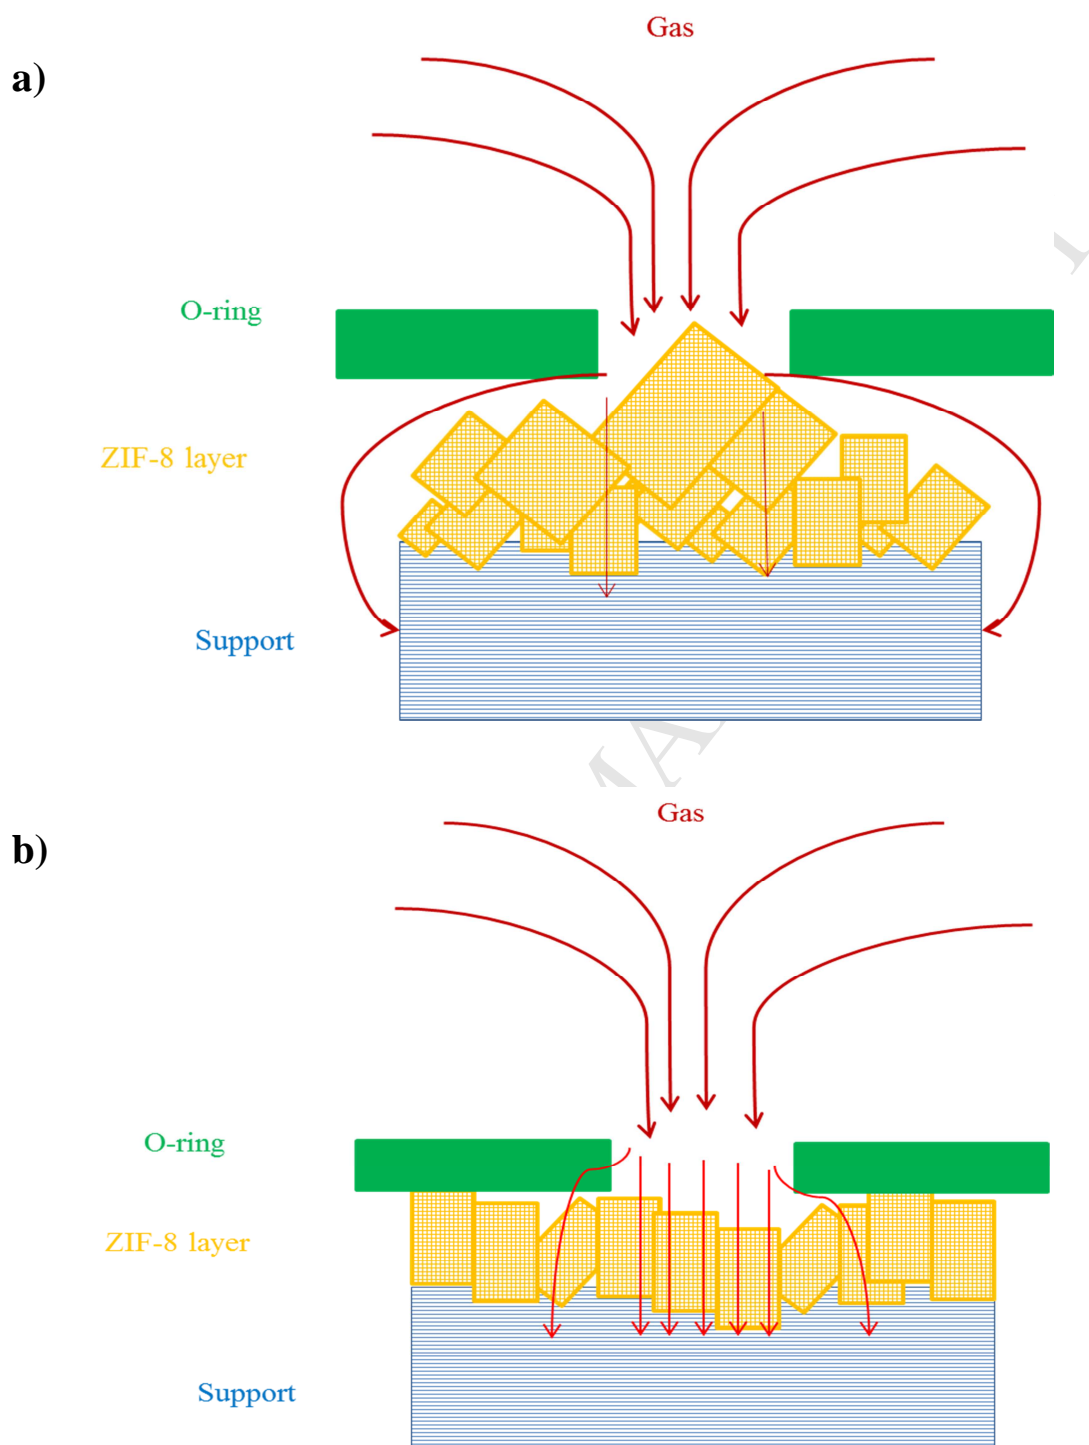 Gas
a)
O-ring
ZIF-8 layer
Support
Gas
b)
O-ring
ZIF-8 layer
Support